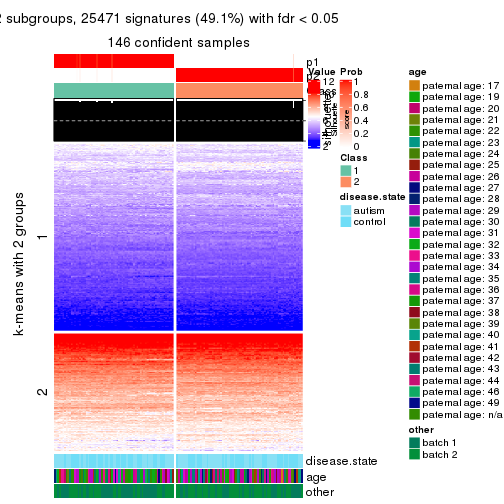 2 subgroups, 25471 signatures (49.1%) with fdr < 0.05
146 confident samples
p1
p2
Value
Prob
12
1
0.8
0.6
0.4
0.2
2
0
Silhouette
score
Class
1
2
disease.state
autism
control
k-means with 2 groups
1
2
disease.state
age
other
age
paternal age: 17
paternal age: 19
paternal age: 20
paternal age: 21
paternal age: 22
paternal age: 23
paternal age: 24
paternal age: 25
paternal age: 26
paternal age: 27
paternal age: 28
paternal age: 29
paternal age: 30
paternal age: 31
paternal age: 32
paternal age: 33
paternal age: 34
paternal age: 35
paternal age: 36
paternal age: 37
paternal age: 38
paternal age: 39
paternal age: 40
paternal age: 41
paternal age: 42
paternal age: 43
paternal age: 44
paternal age: 46
paternal age: 49
paternal age: n/a
other
batch 1
batch 2